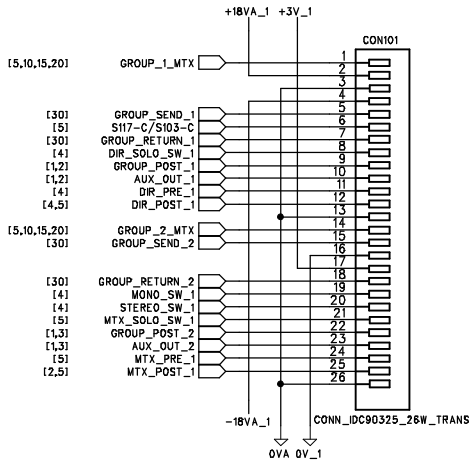 +18VA_1 +3V_1
CON101
[5,10,15,20] GROUP_1_MTX 1
2
3
4
[30] GROUP_SEND_1 5
[5] S117-C/S103-C 6
[30] GROUP_RETURN_1 7
[4] DIR_SOLO_SW_1 8
[1,2] GROUP_POST_1 9
[1,2] AUX_OUT_1 10
[4] DIR_PRE_1 11
[4,5] DIR_POST_1 12
13
[5,10,15,20] GROUP_2_MTX 14
[30] GROUP_SEND_2 15
16
17
[30] GROUP_RETURN_2 18
[4] MONO_SW_1 19
[4] STEREO_SW_1 20
[5] MTX_SOLO_SW_1 21
[1,3] GROUP_POST_2 22
[1,3] AUX_OUT_2 23
[5] MTX_PRE_1 24
[2,5] MTX_POST_1 25
26
-18VA_1 CONN_IDC90325_26W_TRANS
0VA 0V_1